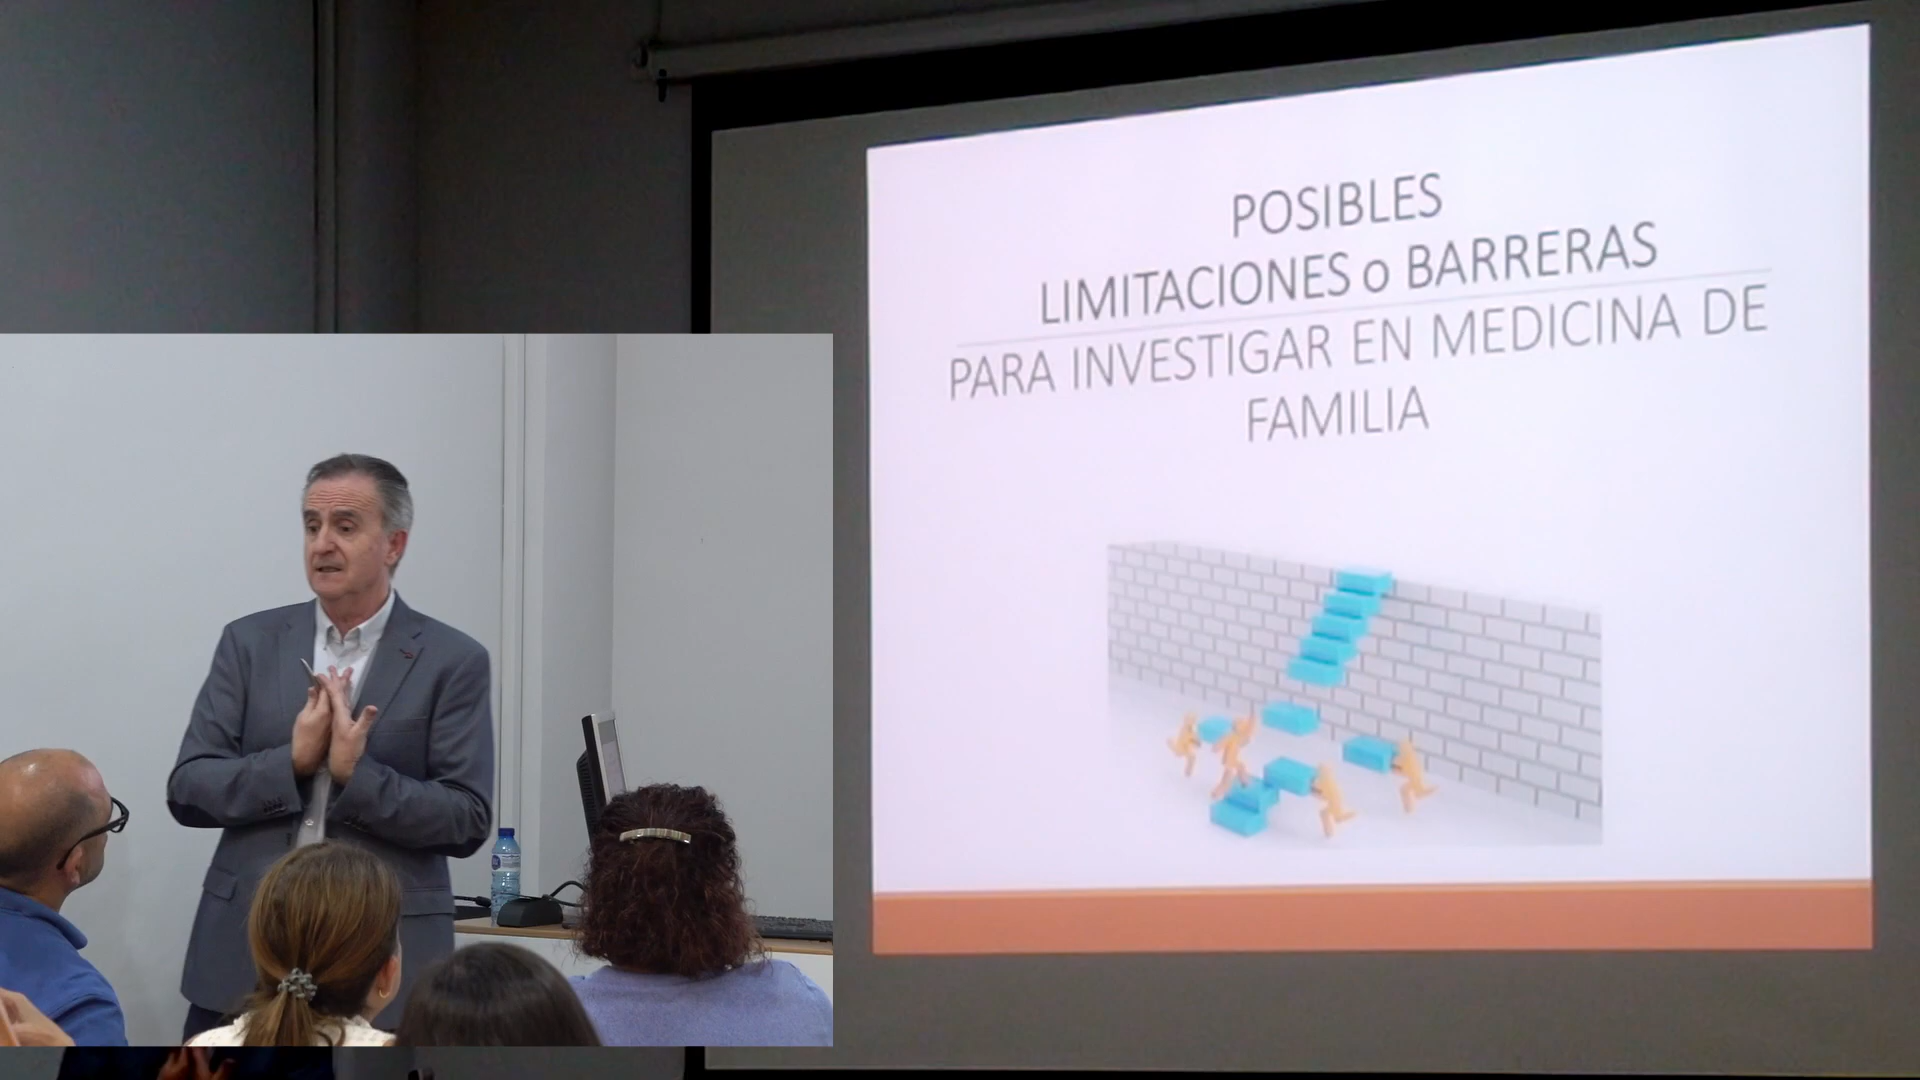 POSIBLES
LIMITACIONES o BARRERAS
PARA INVESTIGAR EN MEDICINA DE
FAMILIA